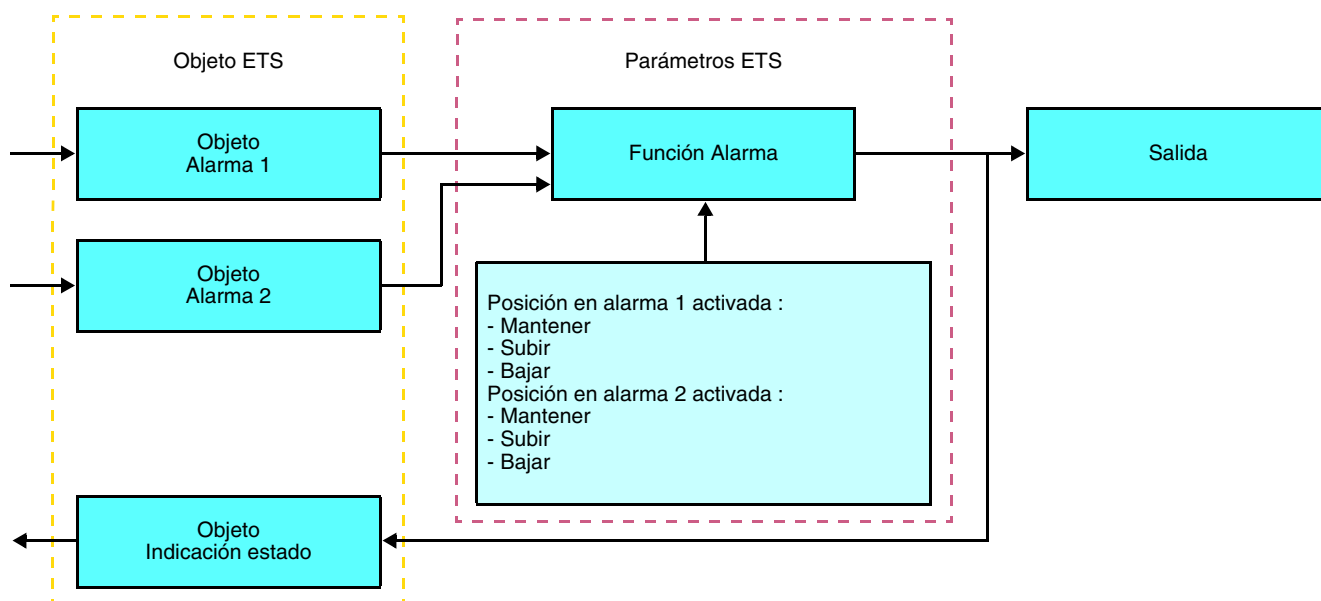 Objeto ETS
Parámetros ETS
Objeto
Alarma 1
Función Alarma
Salida
Objeto
Alarma 2
Posición en alarma 1 activada :
- Mantener
- Subir
- Bajar
Posición en alarma 2 activada :
- Mantener
- Subir
- Bajar
Objeto
Indicación estado